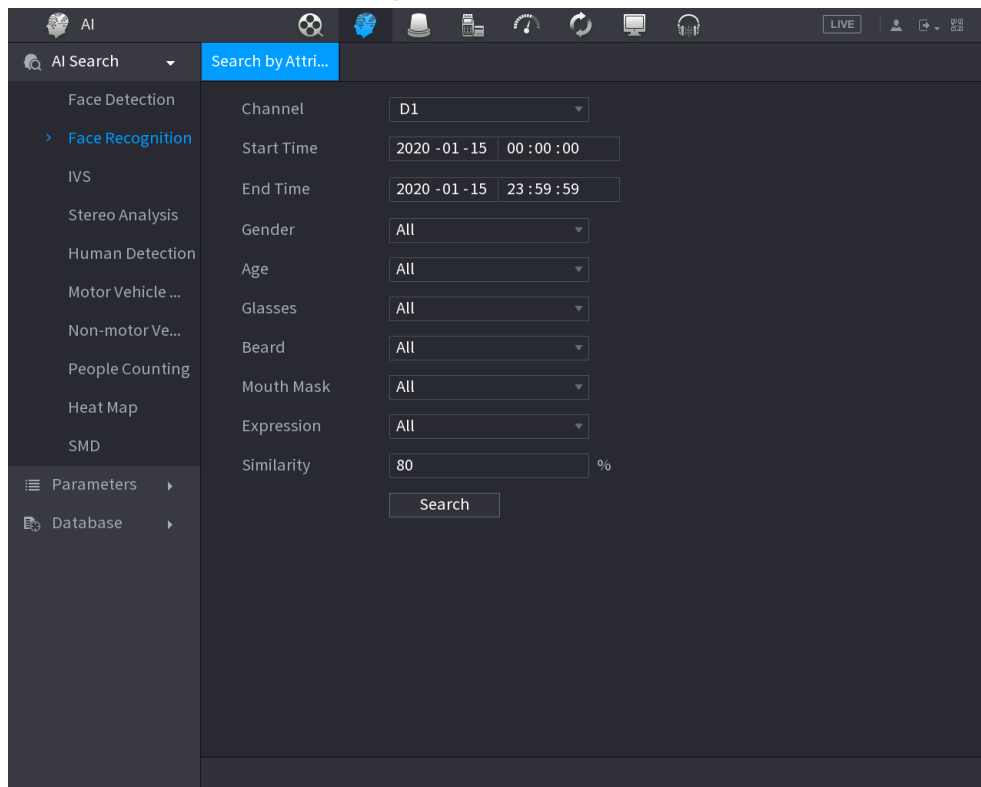 AI
LIVE
AI Search
Search by Attri...
Face Detection
Face Recognition
IVS
Stereo Analysis
Human Detection
Motor Vehicle ...
Non-motor Ve...
People Counting
Heat Map
SMD
Parameters
Database
Channel D1
Start Time 2020 -01 -15 00 : 00 : 00
End Time 2020 -01 -15 23 : 59 : 59
Gender All
Age All
Glasses All
Beard All
Mouth Mask All
Expression All
Similarity 80 %
Search